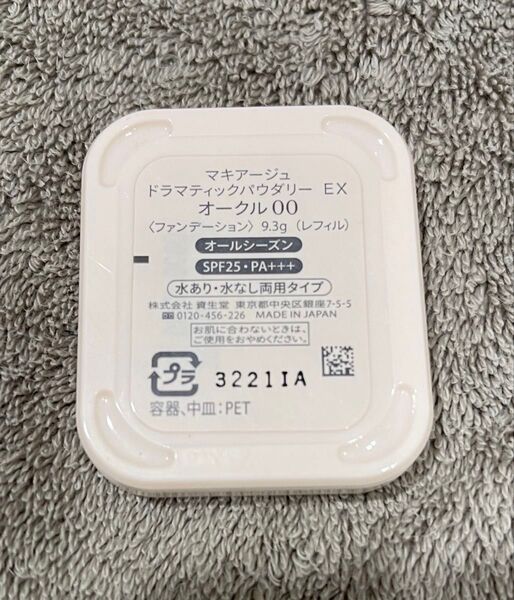 マキアージュ
ドラマティックパウダリー EX
オークル00
〈ファンデーション〉9.3g（レフィル）
オールシーズン
SPF25・PA+++
水あり・水なし両用タイプ
株式会社 資生堂 東京都中央区銀座7-5-5
0120-456-226 MADE IN JAPAN
お肌に合わないときは、
ご使用をおやめください。
プラ
32211A
容器、中皿：PET